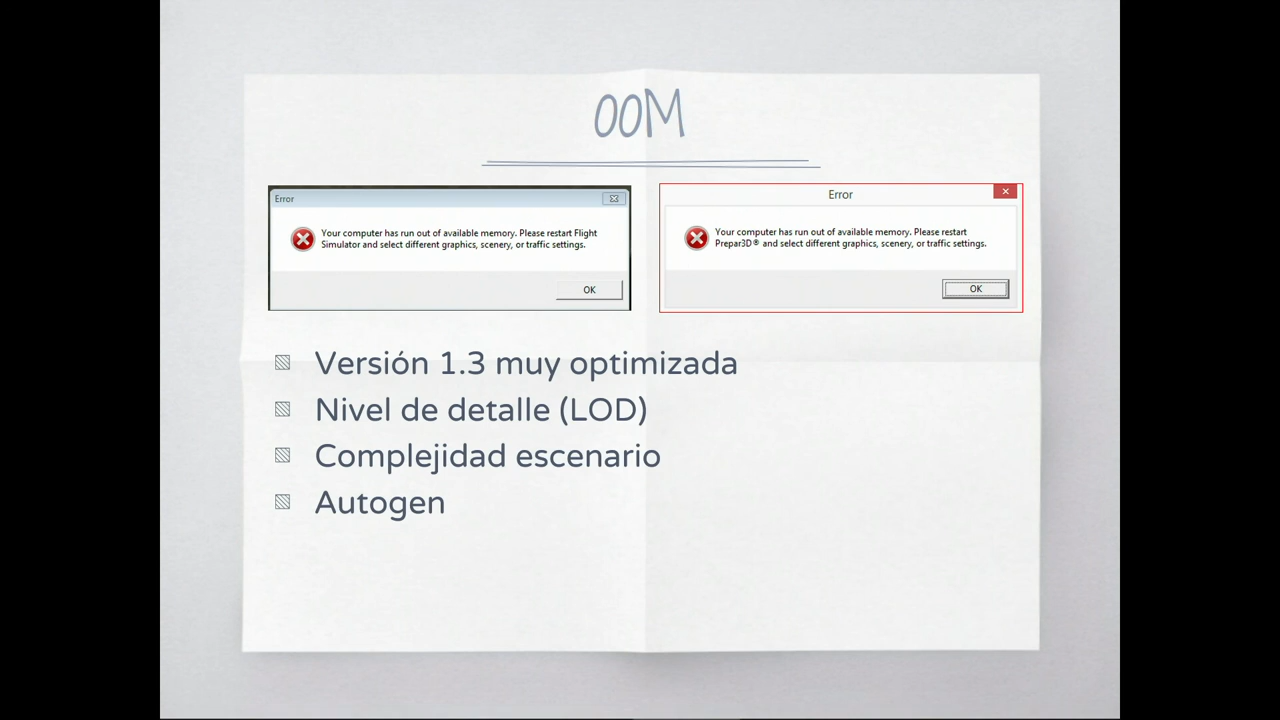 OOM
Error
Your computer has run out of available memory. Please restart Flight
Simulator and select different graphics, scenery, or traffic settings.
OK
Error
Your computer has run out of available memory. Please restart
Prepar3D® and select different graphics, scenery, or traffic settings.
OK
Versión 1.3 muy optimizada
Nivel de detalle (LOD)
Complejidad escenario
Autogen